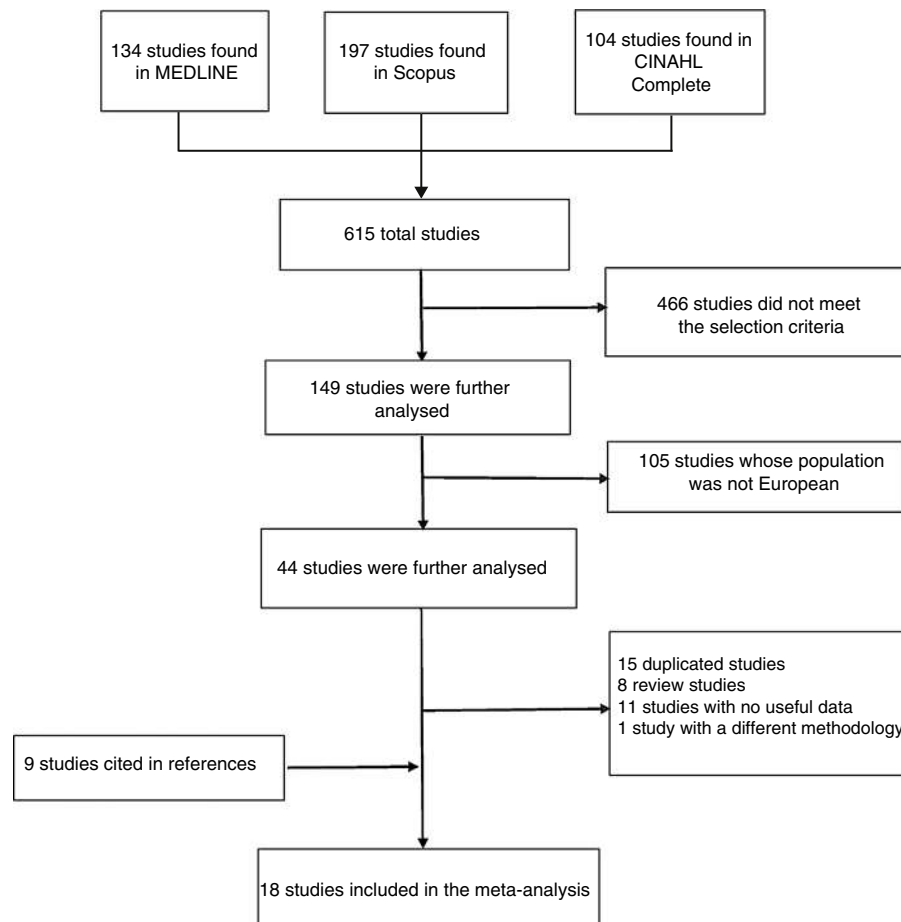 134 studies found
in MEDLINE
197 studies found
in Scopus
104 studies found in
CINAHL
Complete
615 total studies
466 studies did not meet
the selection criteria
149 studies were further
analysed
105 studies whose population
was not European
44 studies were further analysed
15 duplicated studies
8 review studies
11 studies with no useful data
1 study with a different methodology
9 studies cited in references
18 studies included in the meta-analysis